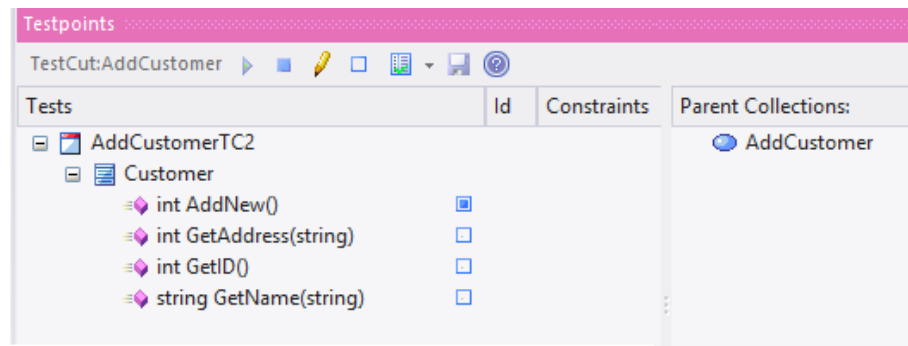 Testpoints
TestCut:AddCustomer
Tests Id Constraints Parent Collections:
AddCustomerTC2 AddCustomer
Customer
int AddNew()
int GetAddress(string)
int GetID()
string GetName(string)